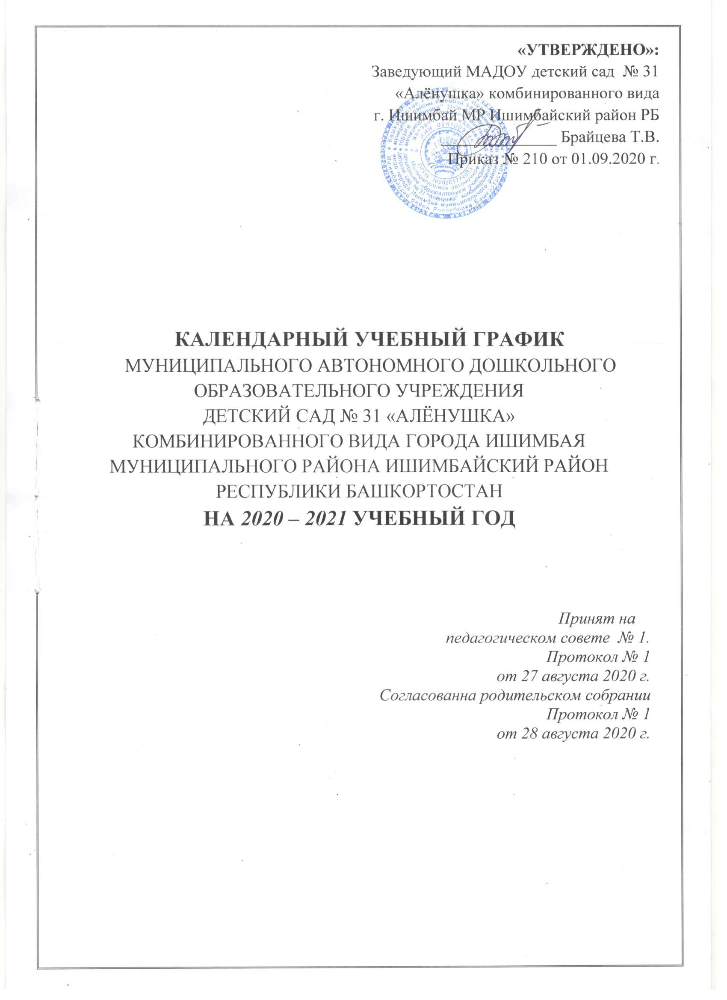 «УТВЕРЖДЕНО»:
Заведующий МАДОУ детский сад № 31
«Алёнушка» комбинированного вида
г. Ишимбай МР Ишимбайский район РБ
______________ Брайцева Т.В.
Приказ № 210 от 01.09.2020 г.
КАЛЕНДАРНЫЙ УЧЕБНЫЙ ГРАФИК
МУНИЦИПАЛЬНОГО АВТОНОМНОГО ДОШКОЛЬНОГО
ОБРАЗОВАТЕЛЬНОГО УЧРЕЖДЕНИЯ
ДЕТСКИЙ САД № 31 «АЛЁНУШКА»
КОМБИНИРОВАННОГО ВИДА ГОРОДА ИШИМБАЯ
МУНИЦИПАЛЬНОГО РАЙОНА ИШИМБАЙСКИЙ РАЙОН
РЕСПУБЛИКИ БАШКОРТОСТАН
НА 2020 – 2021 УЧЕБНЫЙ ГОД
Принят на
педагогическом совете № 1.
Протокол № 1
от 27 августа 2020 г.
Согласованна родительском собрании
Протокол № 1
от 28 августа 2020 г.